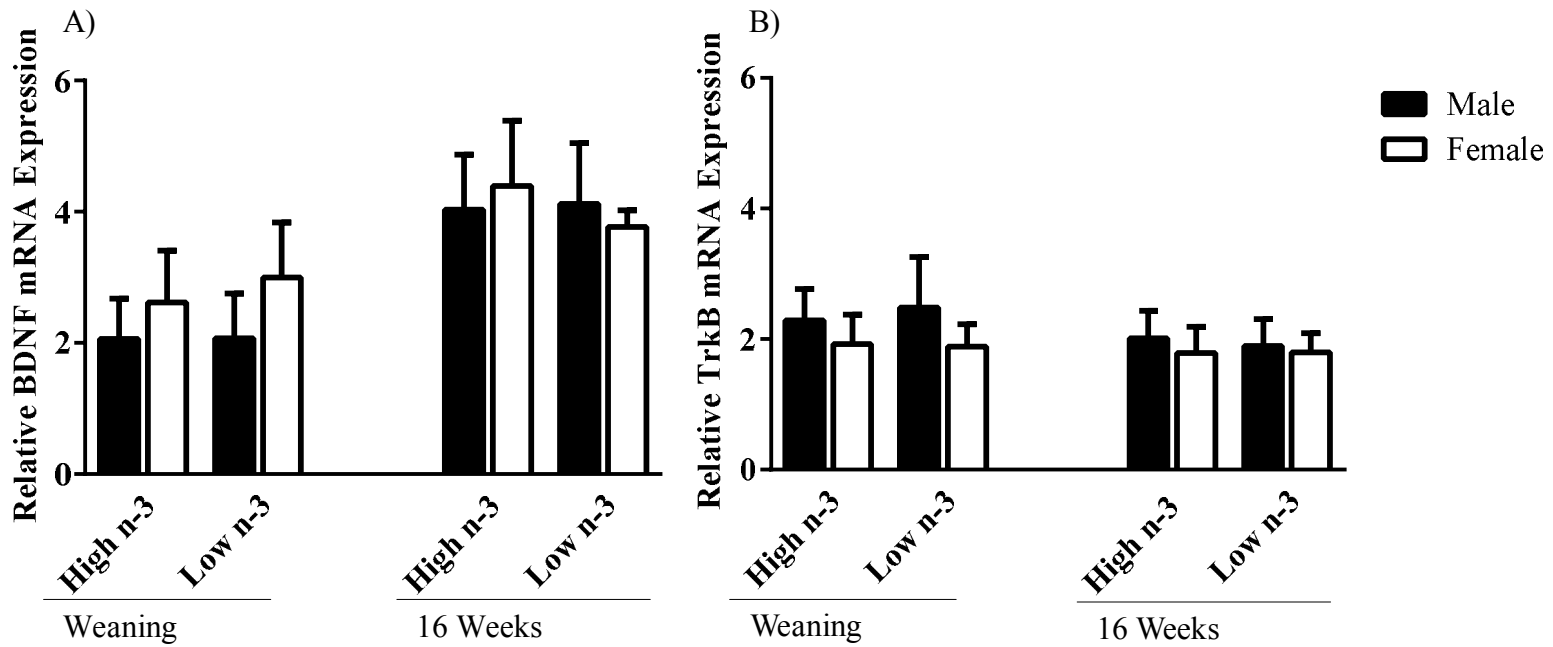 A)
Relative BDNF mRNA Expression
6
4
2
0
High n-3
Low n-3
High n-3
Low n-3
Weaning
16 Weeks
B)
Relative TrkB mRNA Expression
6
4
2
0
High n-3
Low n-3
High n-3
Low n-3
Weaning
16 Weeks
Male
Female